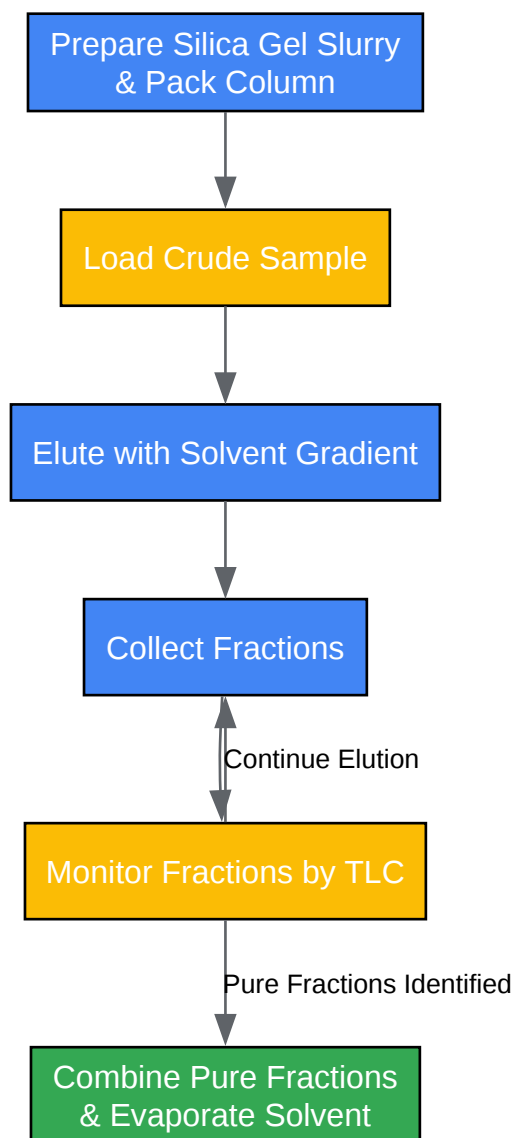 Prepare Silica Gel Slurry
& Pack Column
Load Crude Sample
Elute with Solvent Gradient
Collect Fractions
Continue Elution
Monitor Fractions by TLC
Pure Fractions Identified
Combine Pure Fractions
& Evaporate Solvent